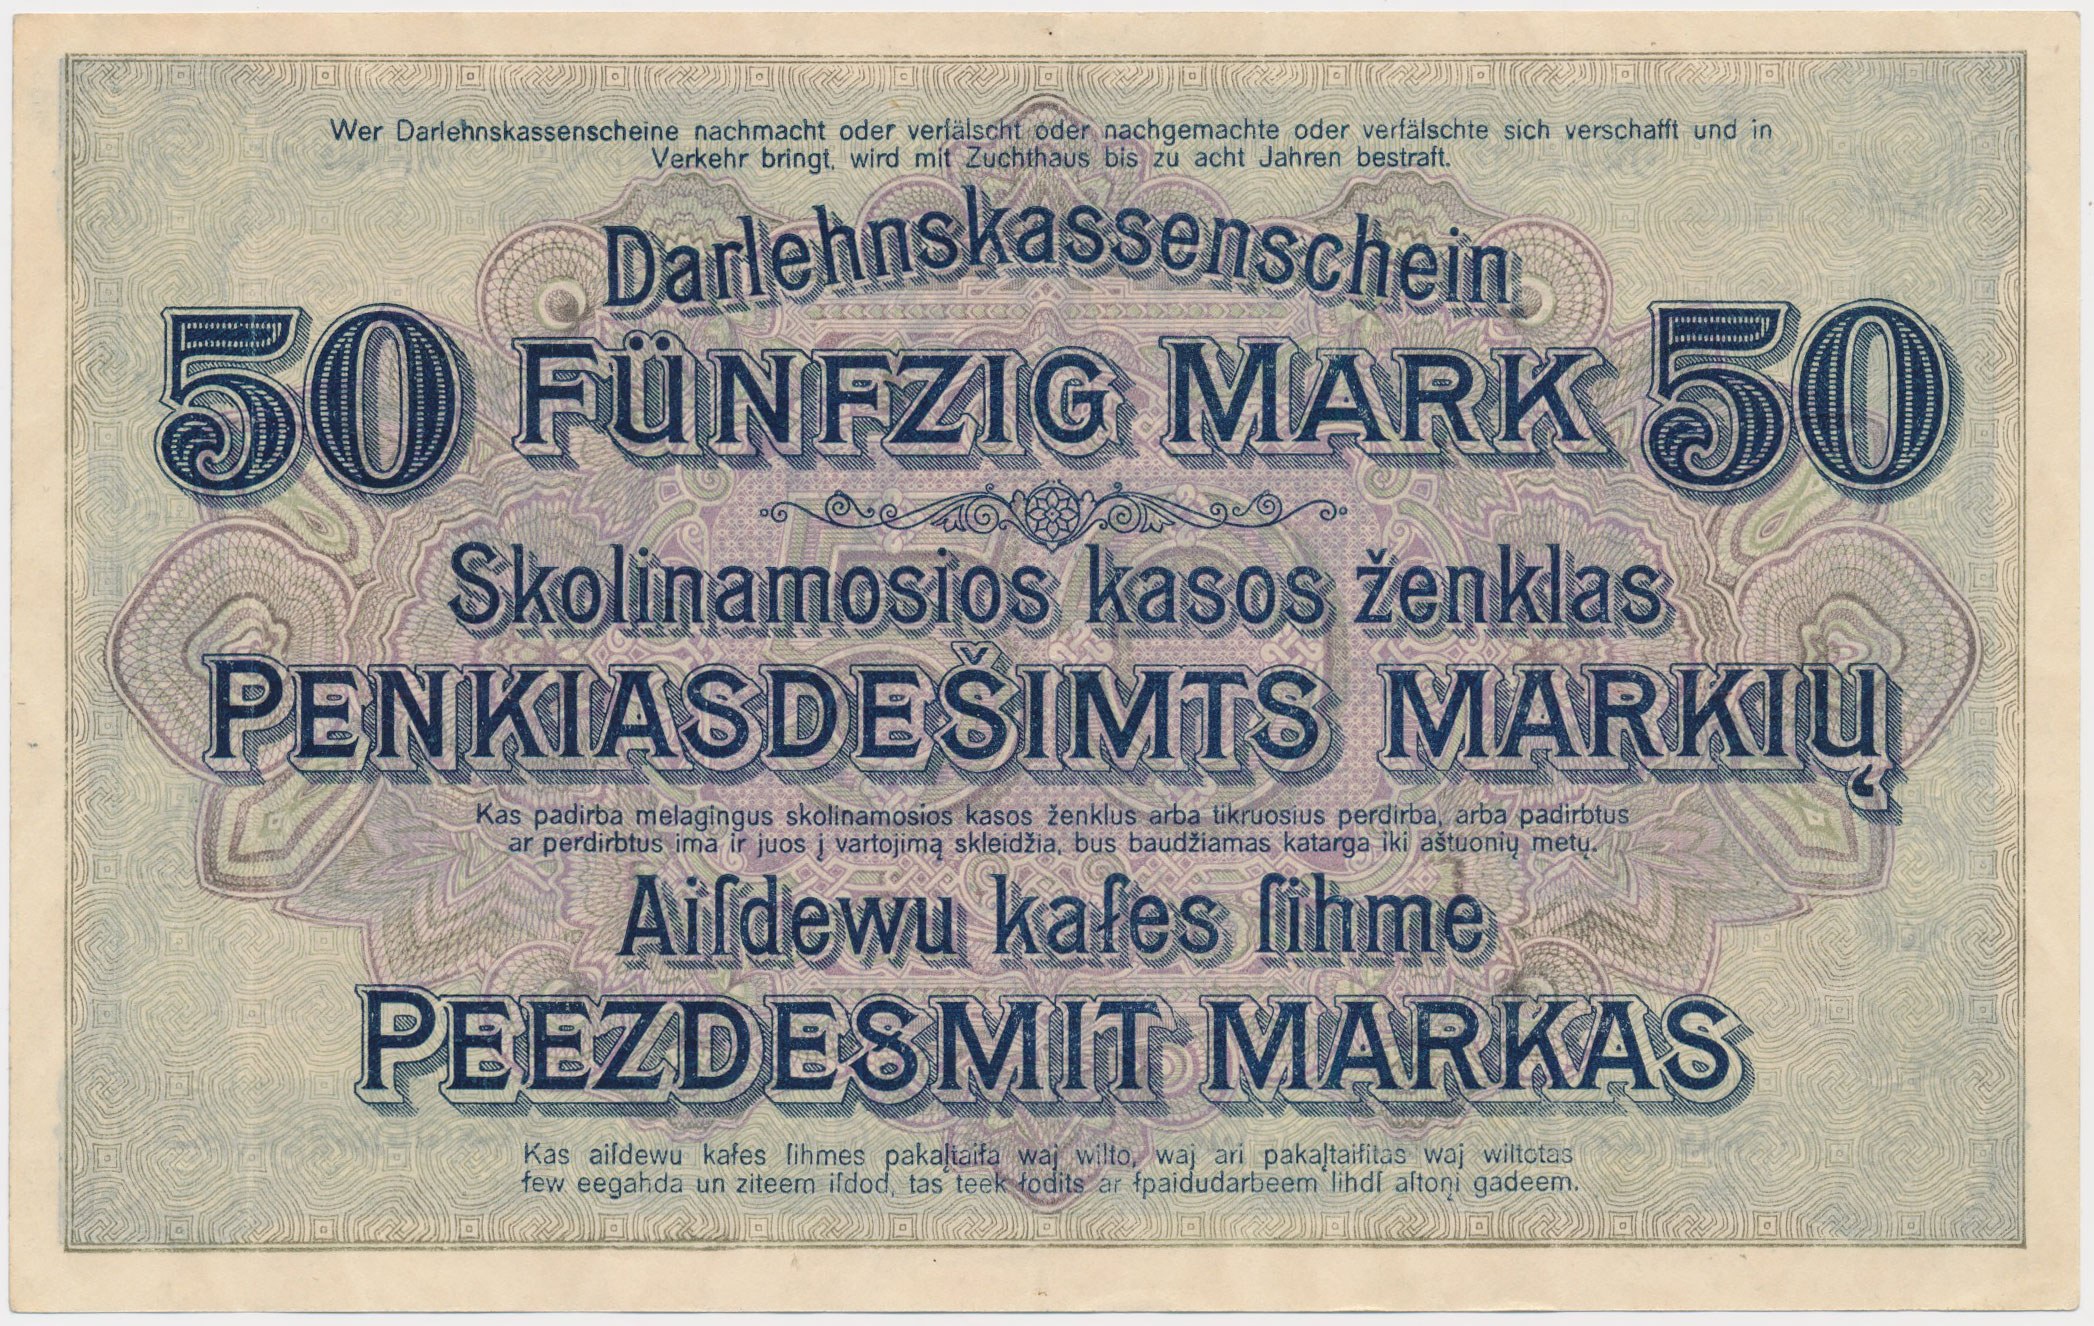 Wer Darlehnskassenscheine nachmacht oder verfälscht oder nachgemachte oder verfälschte sich verschafft und in
Verkehr bringt, wird mit Zuchthaus bis zu acht Jahren bestraft.
Darlehnskassenschein
50 FÜNFZIG MARK 50
Skolinamosios kasos ženklas
PENKIASDEŠIMTS MARKIŲ
Kas padirba melagingus skolinamosios kasos ženklus arba tikruosius perdirba, arba padirbtus
ar perdirbtus ima ir juos į vartojimą skleidžia, bus baudžiamas katarga iki aštuonių metų.
Aiſdewu kaſes ſihme
PEEZDESMIT MARKAS
Kas aiſdewu kaſes ſihmes pakaļtaiſa waj wilto, waj ari pakaļtaiſitas waj wiltotas
ſew eegahda un ziteem iſdod, tas teek ſodits ar ſpaidudarbeem lihdſ aſtoņi gadeem.